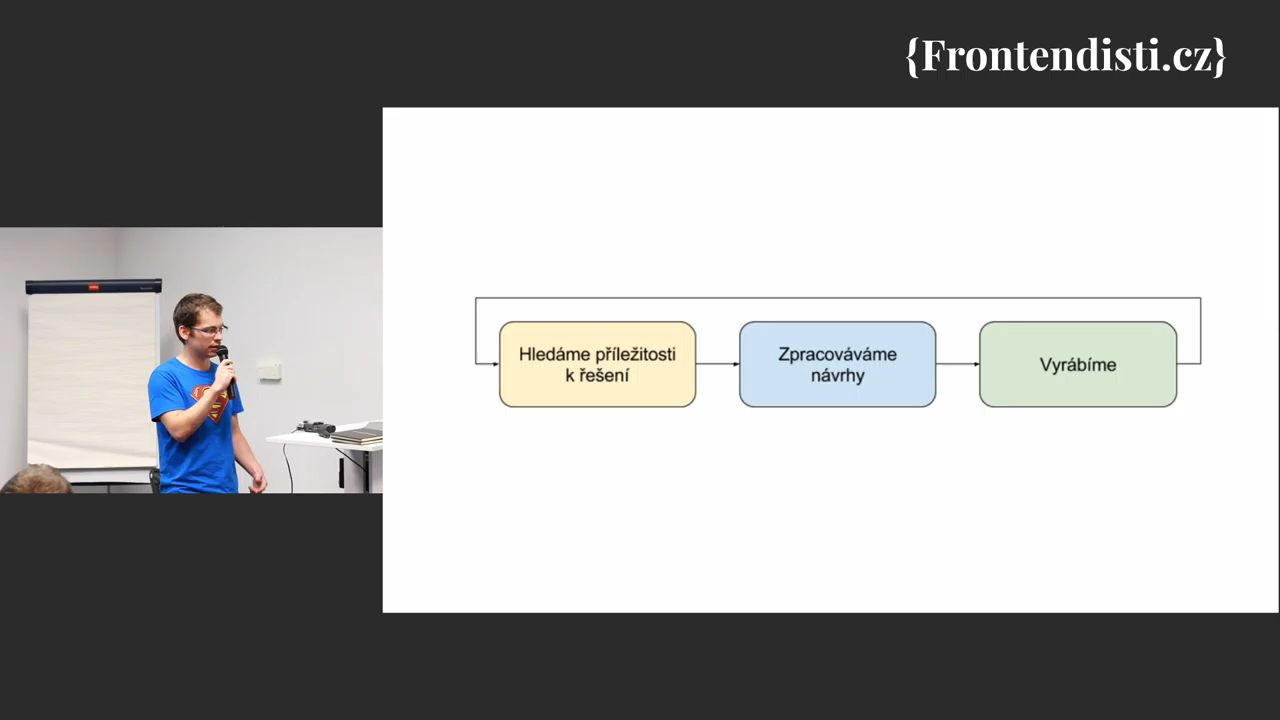 {Frontendisti.cz}
Hledáme příležitosti
k řešení
Zpracováváme
návrhy
Vyrábíme